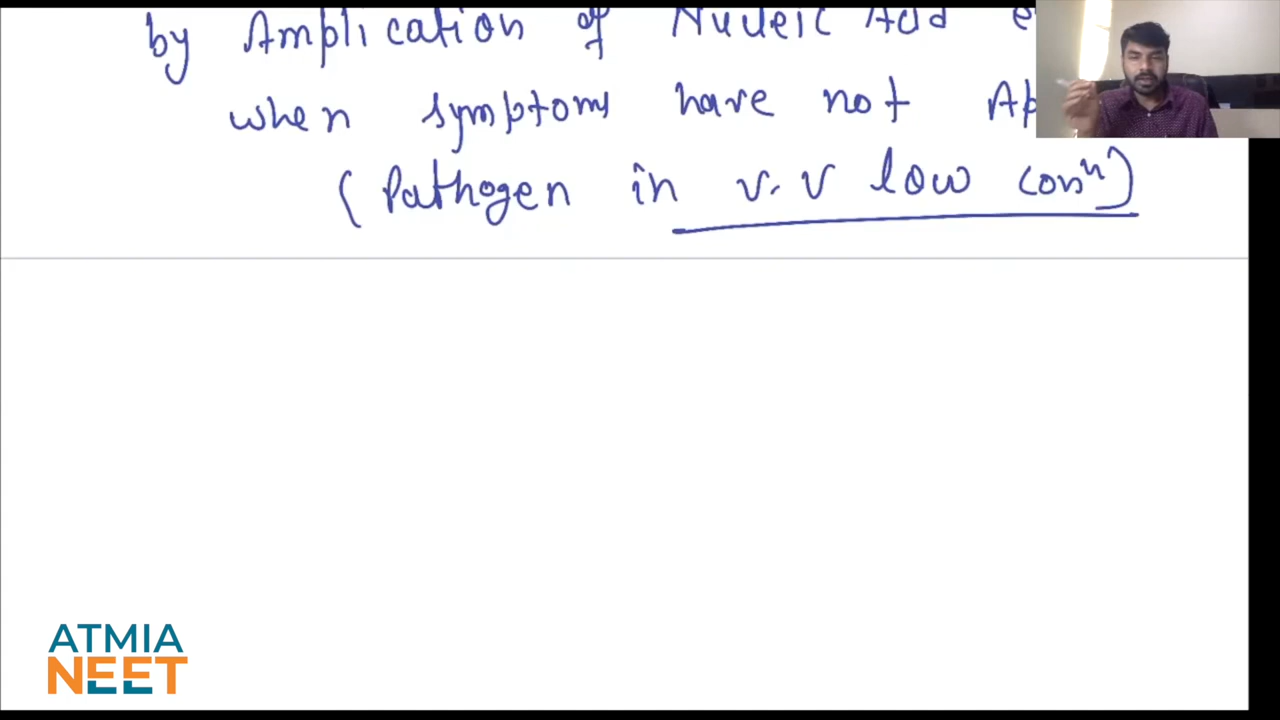 by Amplication of Nucleic Acid
when symptoms have not
(Pathogen in v.v low conⁿ)
ATMIA
NEET